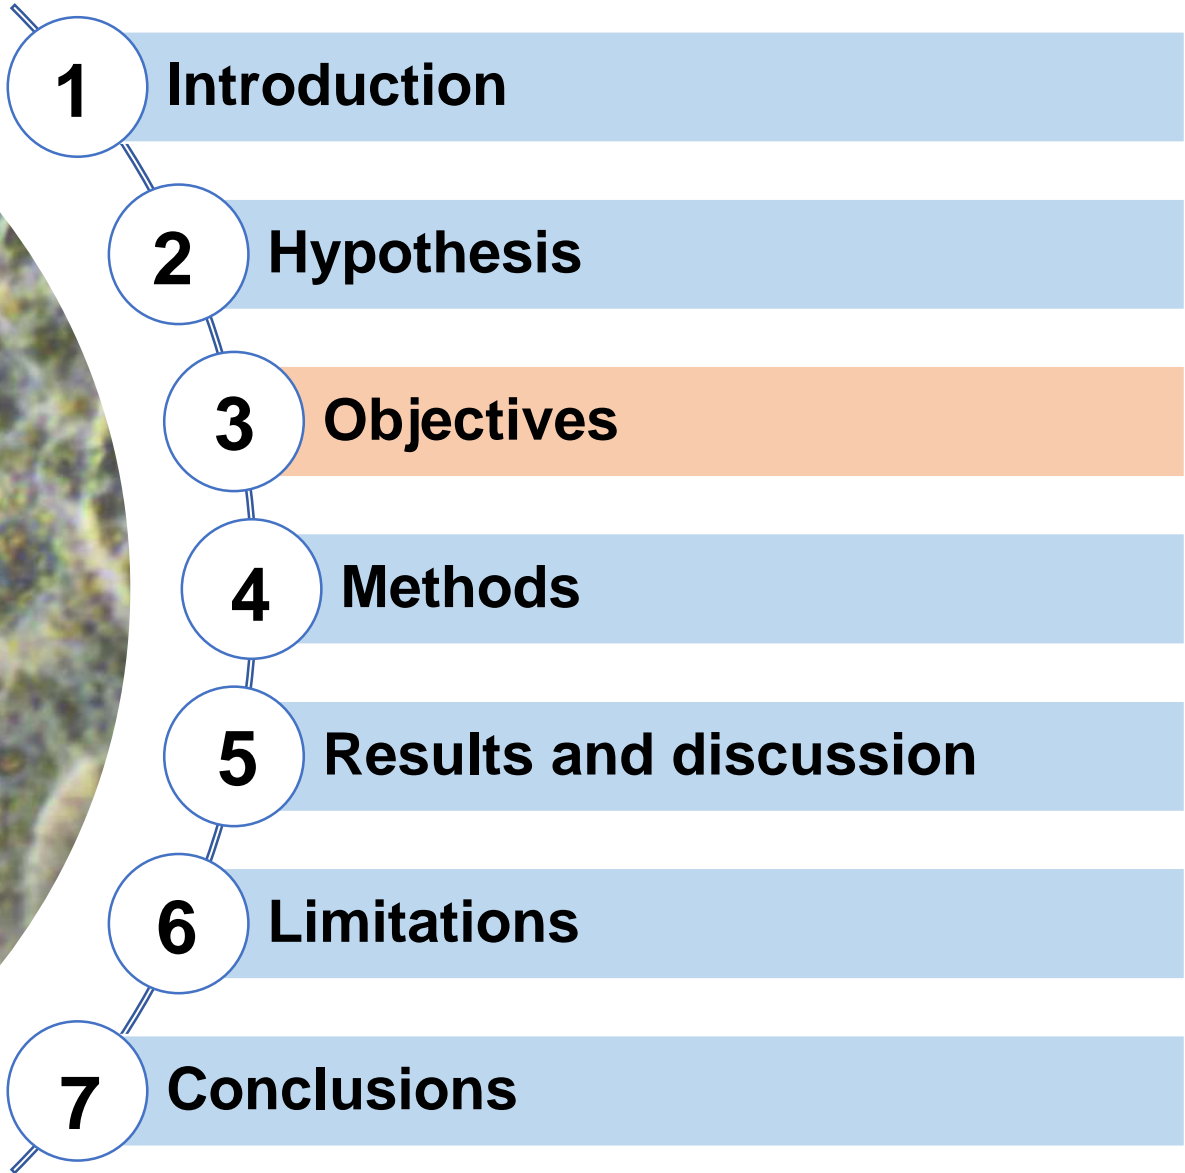 1 Introduction
2 Hypothesis
3 Objectives
4 Methods
5 Results and discussion
6 Limitations
7 Conclusions